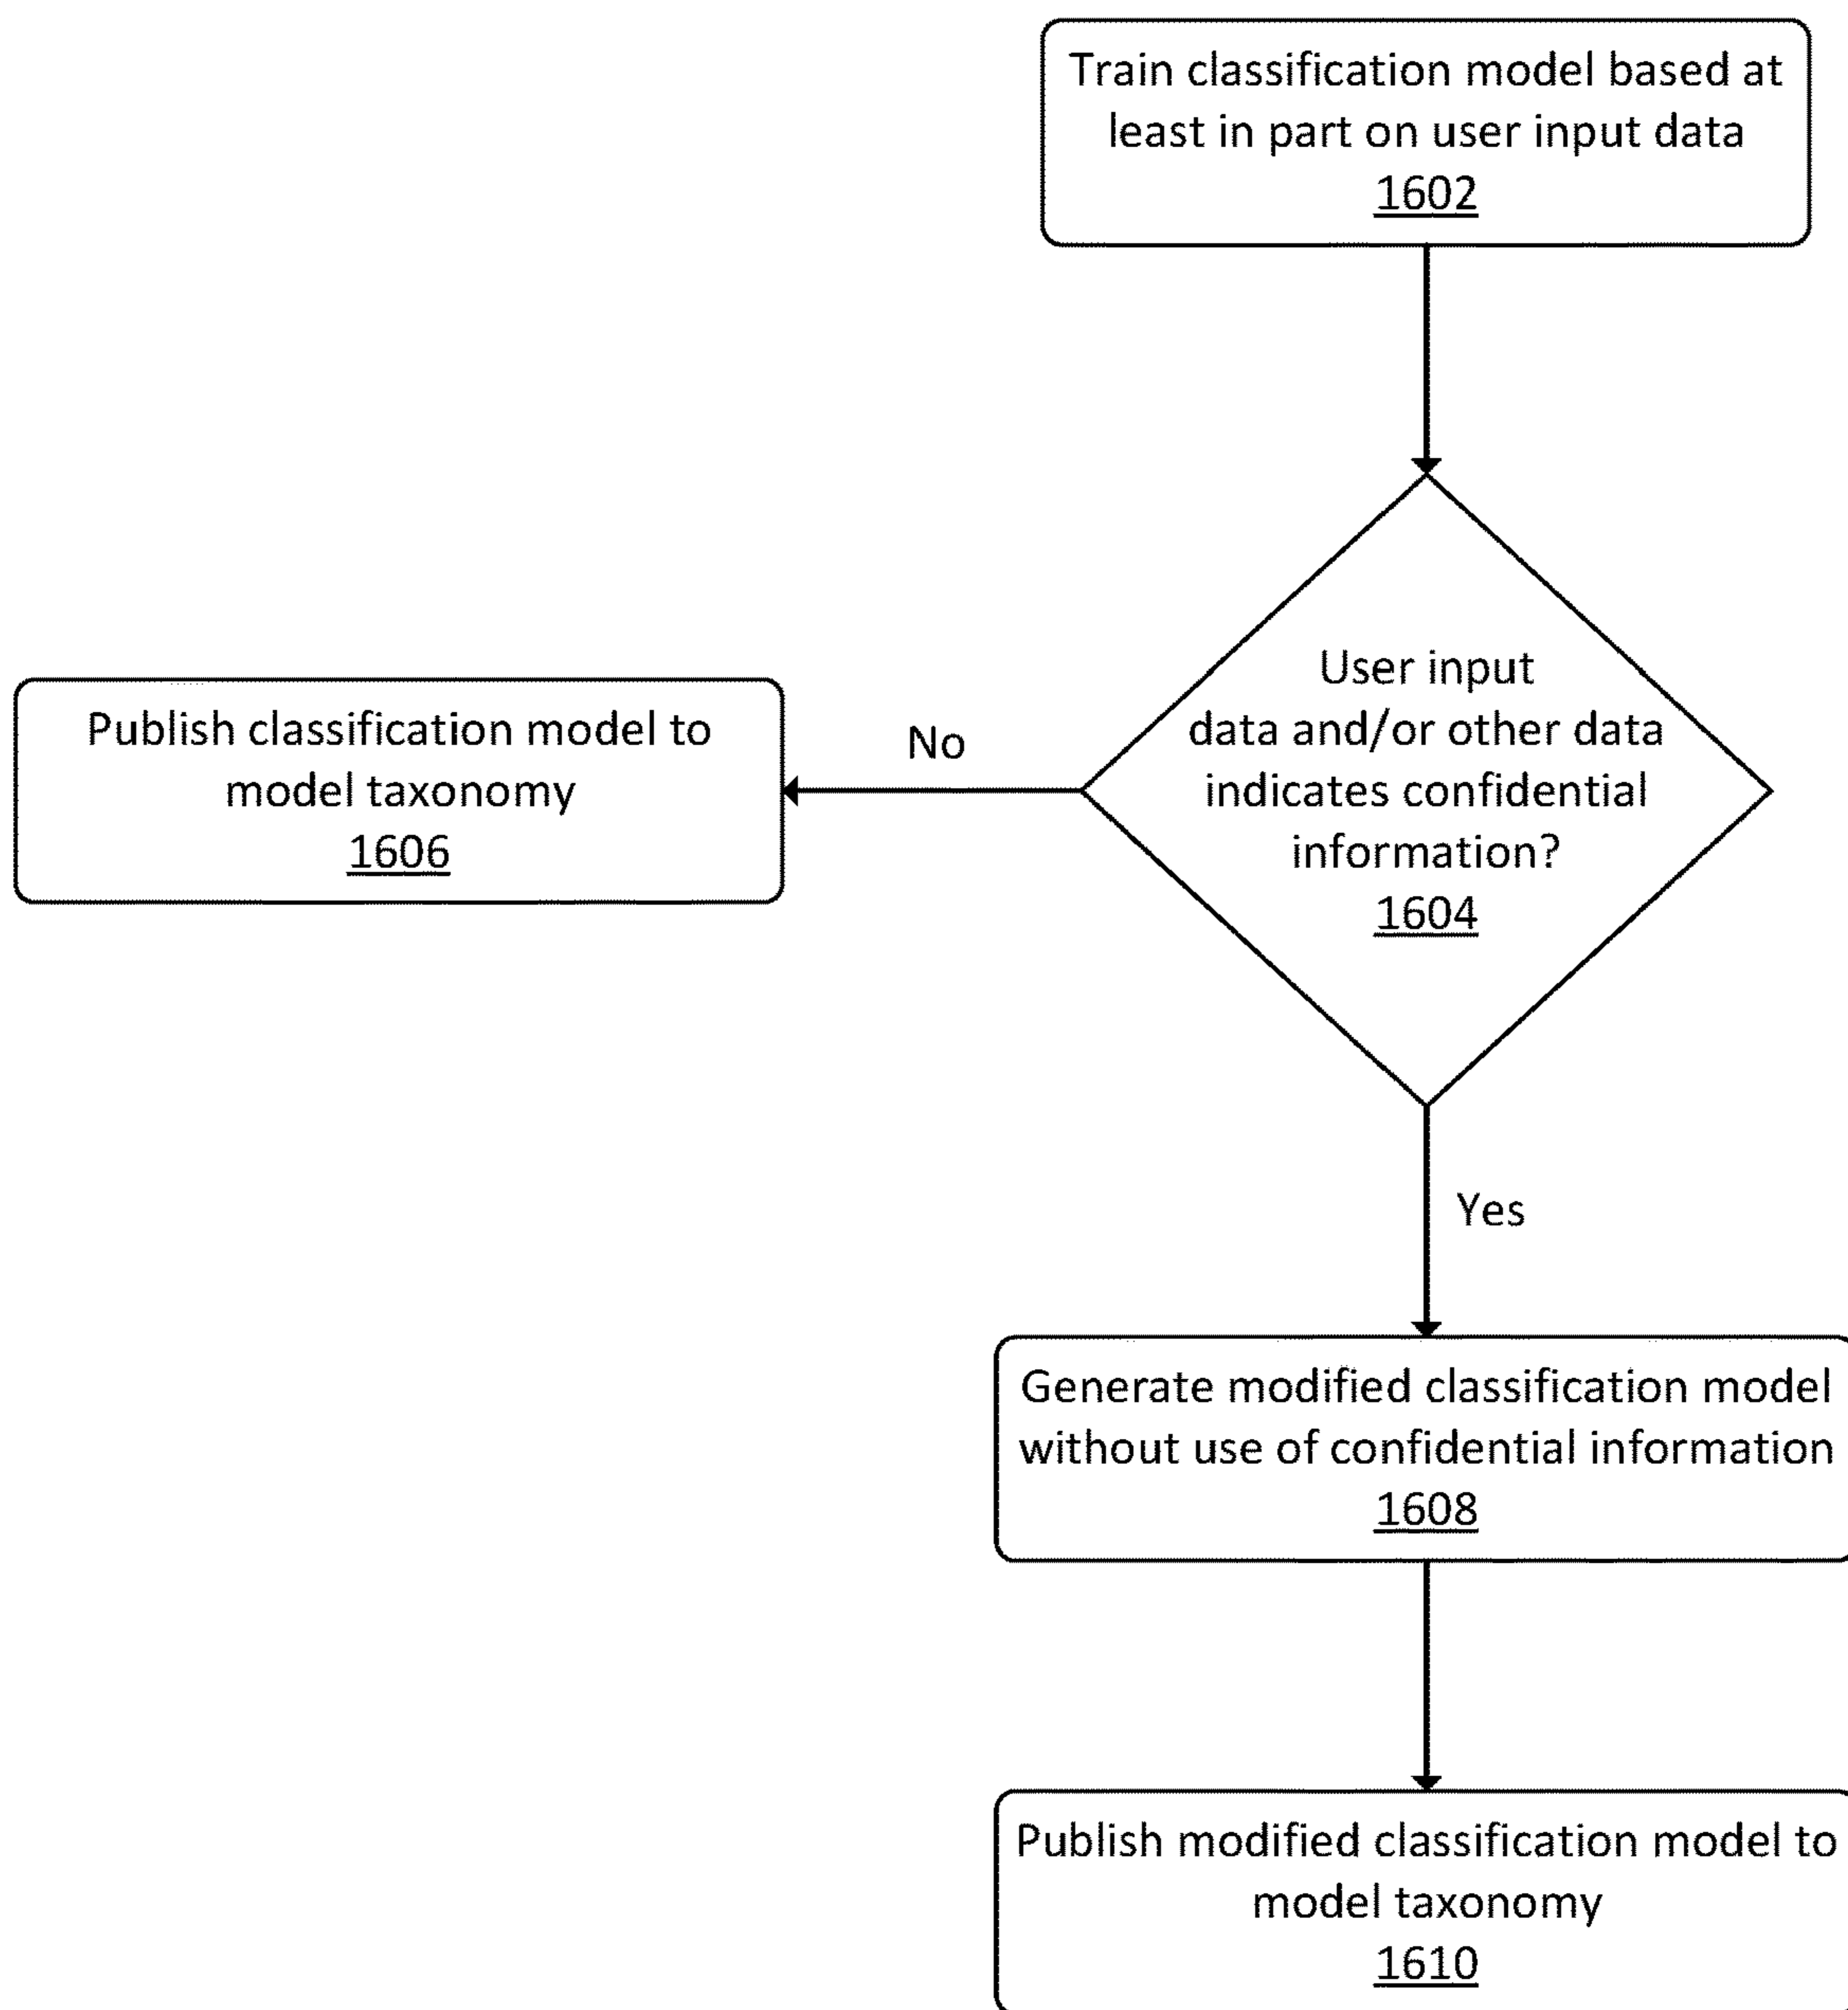 Train classification model based at
least in part on user input data
1602
User input
data and/or other data
indicates confidential
information?
1604
No
Publish classification model to
model taxonomy
1606
Yes
Generate modified classification model
without use of confidential information
1608
Publish modified classification model to
model taxonomy
1610